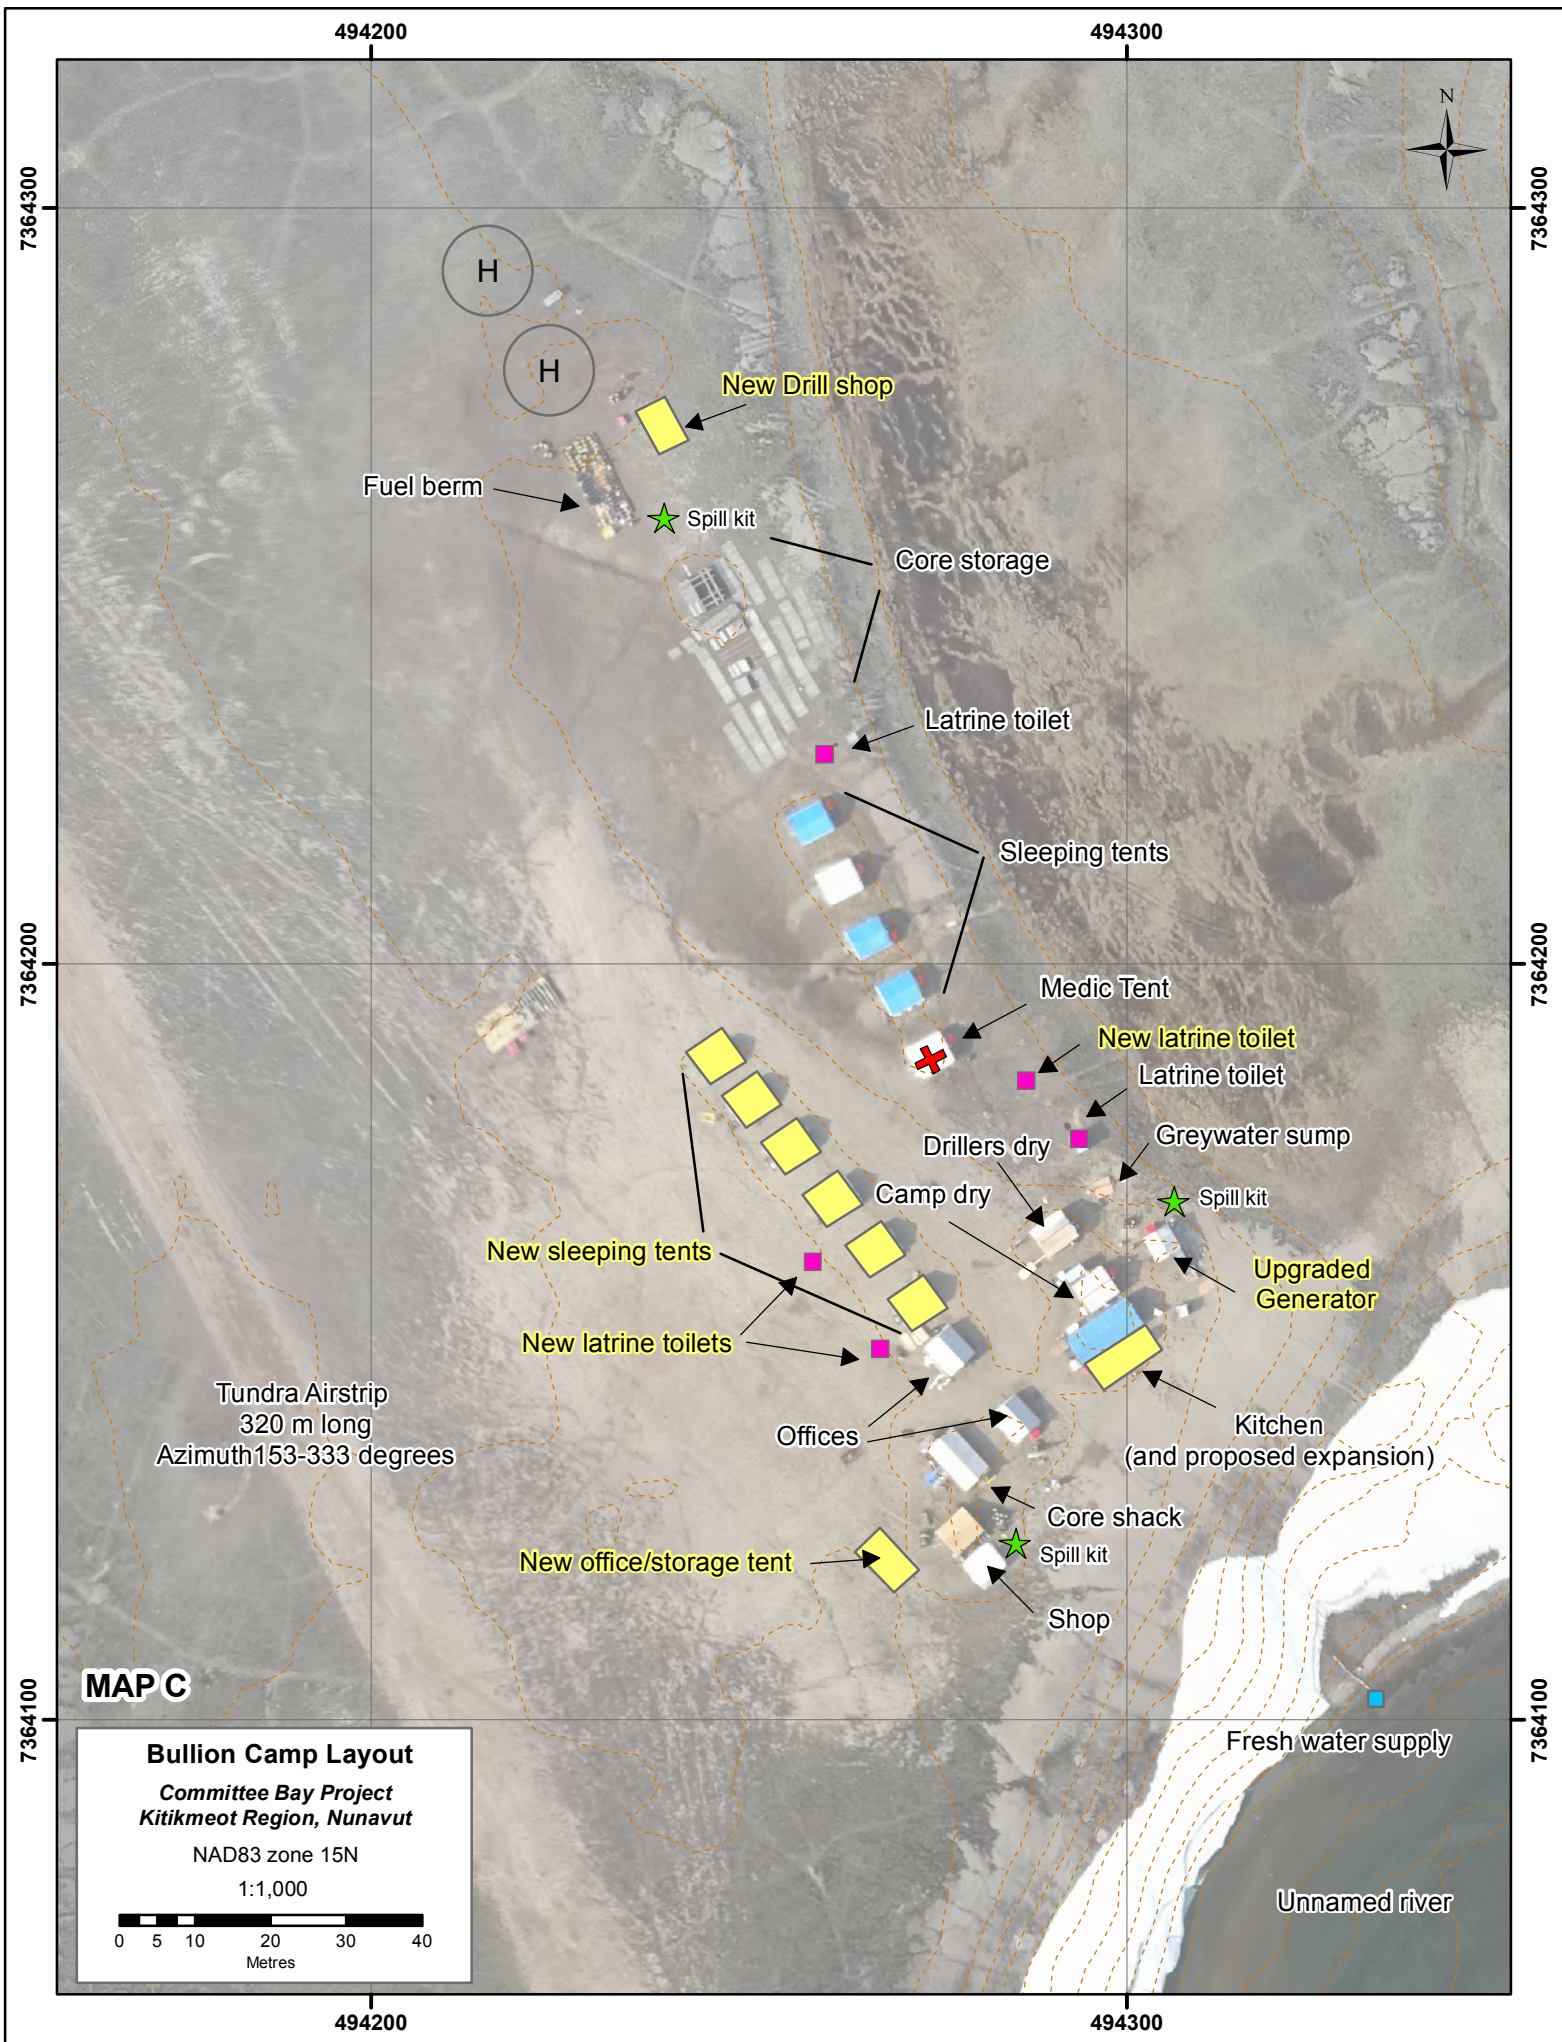 494200
494300
N
7364300
7364300
H
H
New Drill shop
Fuel berm
Spill kit
Core storage
Latrine toilet
Sleeping tents
7364200
7364200
Medic Tent
New latrine toilet
Latrine toilet
Drillers dry
Greywater sump
Camp dry
Spill kit
New sleeping tents
Upgraded
Generator
New latrine toilets
Tundra Airstrip
320 m long
Azimuth153-333 degrees
Offices
Kitchen
(and proposed expansion)
Core shack
New office/storage tent
Spill kit
Shop
MAP C
7364100
7364100
Fresh water supply
Bullion Camp Layout
Committee Bay Project
Kitikmeot Region, Nunavut
NAD83 zone 15N
1:1,000
0 5 10 20 30 40
Metres
Unnamed river
494200
494300